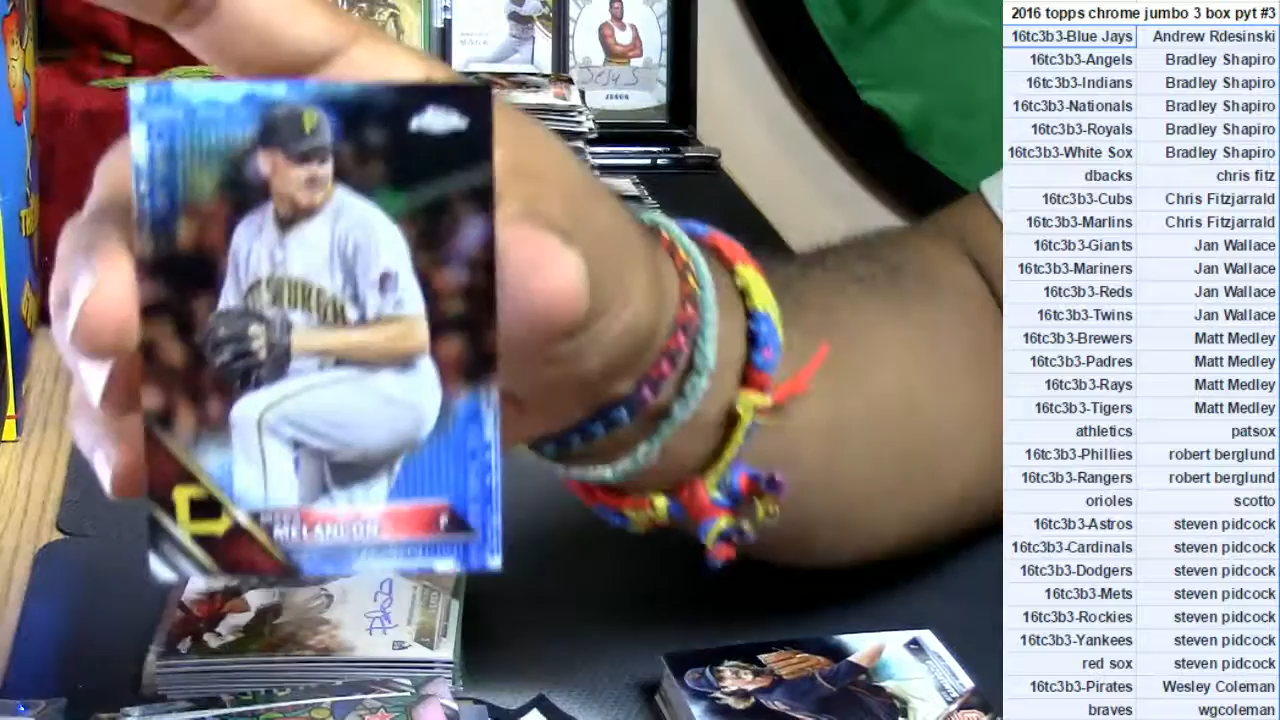 2016 topps chrome jumbo 3 box pyt #3
16tc3b3-Blue Jays Andrew Rdesinski
16tc3b3-Angels Bradley Shapiro
16tc3b3-Indians Bradley Shapiro
16tc3b3-Nationals Bradley Shapiro
16tc3b3-Royals Bradley Shapiro
16tc3b3-White Sox Bradley Shapiro
dbacks chris fitz
16tc3b3-Cubs Chris Fitzjarrald
16tc3b3-Marlins Chris Fitzjarrald
16tc3b3-Giants Jan Wallace
16tc3b3-Mariners Jan Wallace
16tc3b3-Reds Jan Wallace
16tc3b3-Twins Jan Wallace
16tc3b3-Brewers Matt Medley
16tc3b3-Padres Matt Medley
16tc3b3-Rays Matt Medley
16tc3b3-Tigers Matt Medley
athletics patsox
16tc3b3-Phillies robert berglund
16tc3b3-Rangers robert berglund
orioles scotto
16tc3b3-Astros steven pidcock
16tc3b3-Cardinals steven pidcock
16tc3b3-Dodgers steven pidcock
16tc3b3-Mets steven pidcock
16tc3b3-Rockies steven pidcock
16tc3b3-Yankees steven pidcock
red sox steven pidcock
16tc3b3-Pirates Wesley Coleman
braves wgcoleman
P
MELANCON P